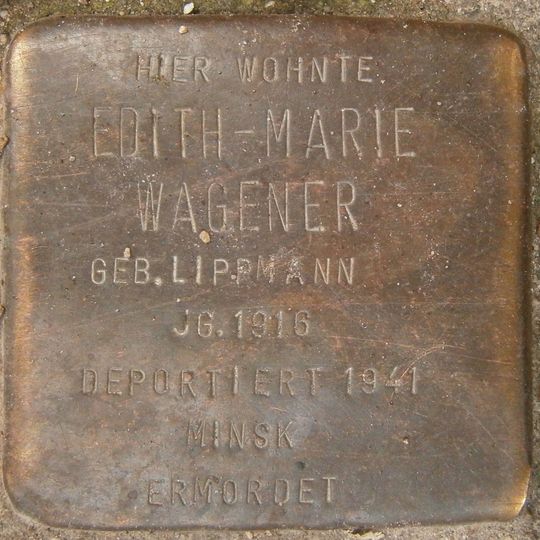 HIER WOHNTE
EDITH-MARIE
WAGENER
GEB. LIPPMANN
JG. 1916
DEPORTIERT 1941
MINSK
ERMORDET